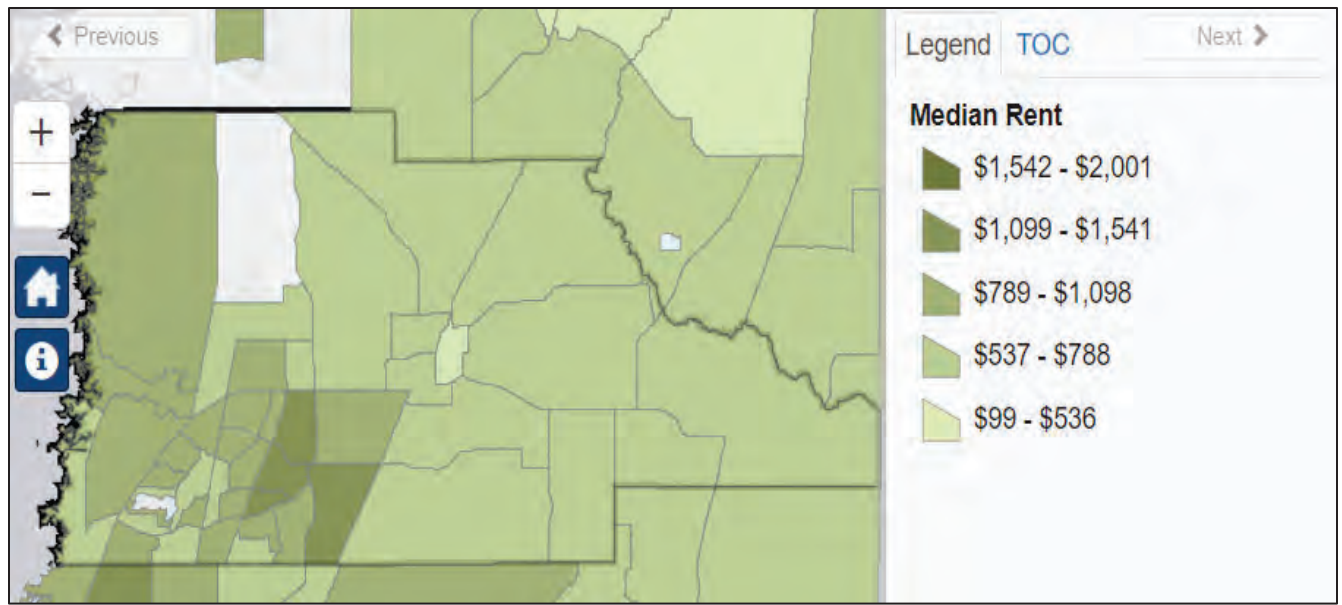 Previous
Legend TOC
Next
+
Median Rent
$1,542 - $2,001
−
$1,099 - $1,541
$789 - $1,098
i
$537 - $788
$99 - $536